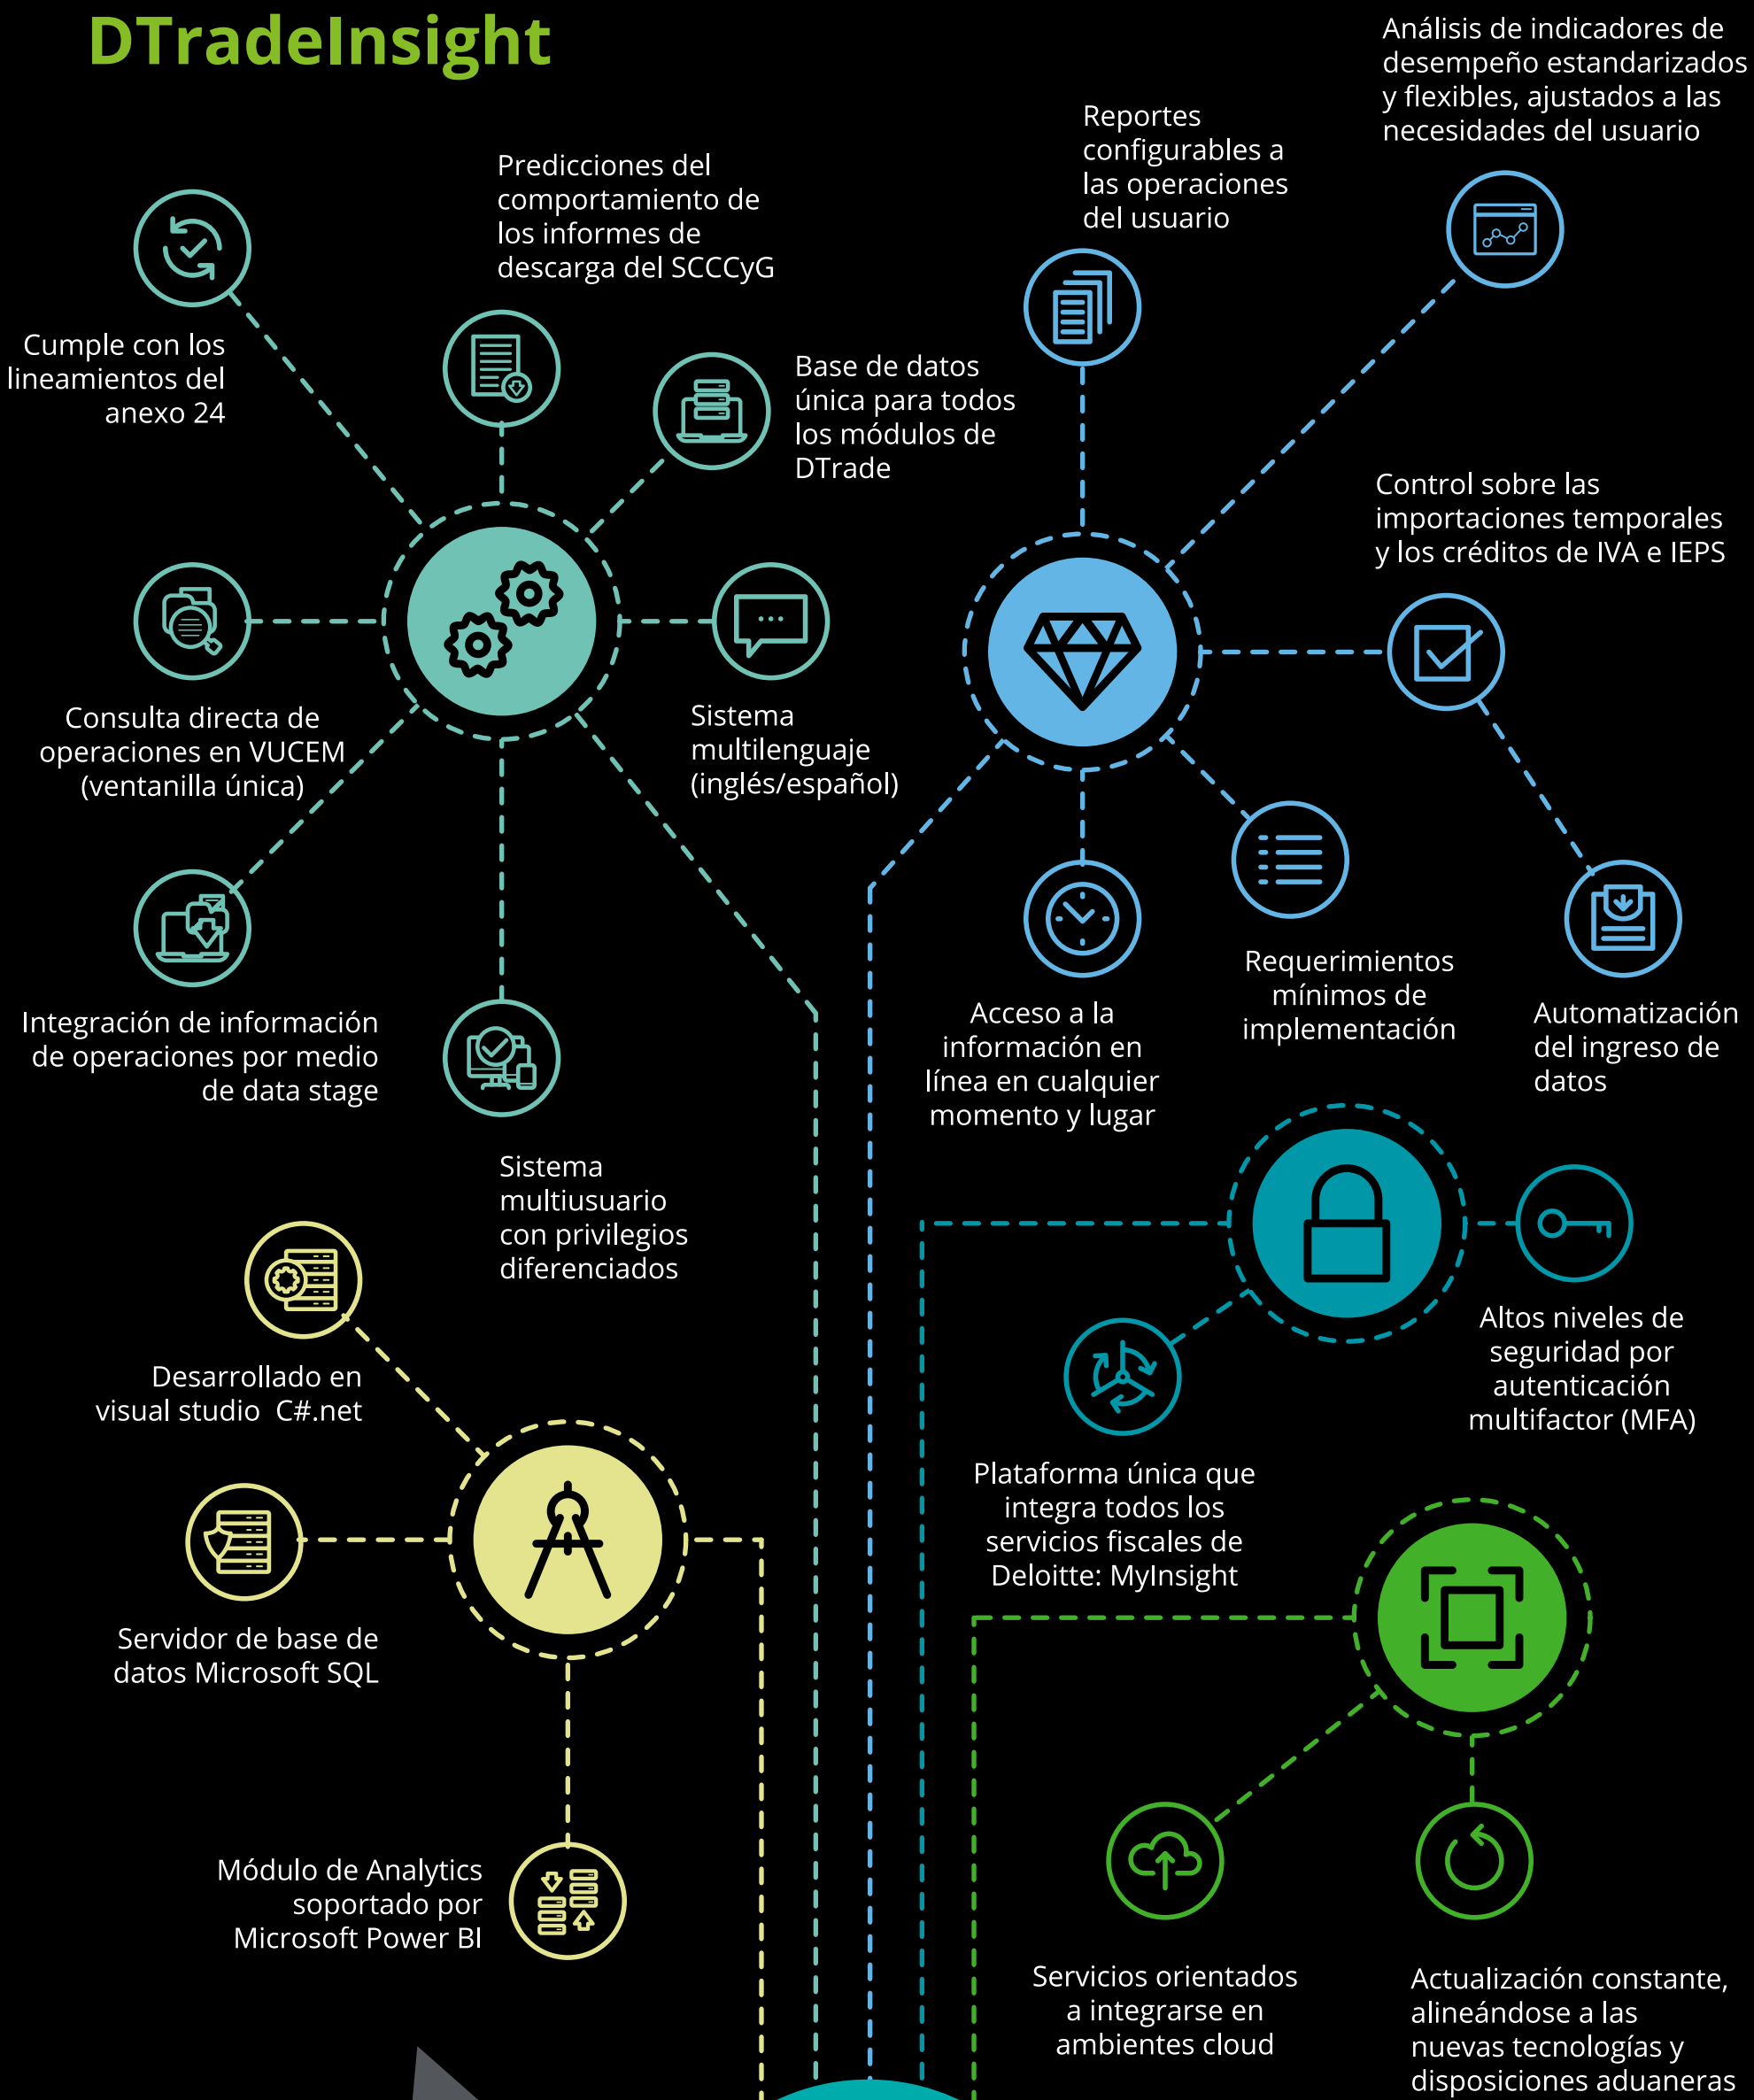 DTradeInsight
Análisis de indicadores de
desempeño estandarizados
y flexibles, ajustados a las
necesidades del usuario
Reportes
configurables a
las operaciones
del usuario
Predicciones del
comportamiento de
los informes de
descarga del SCCCyG
Cumple con los
lineamientos del
anexo 24
Base de datos
única para todos
los módulos de
DTrade
Control sobre las
importaciones temporales
y los créditos de IVA e IEPS
Consulta directa de
operaciones en VUCEM
(ventanilla única)
Sistema
multilenguaje
(inglés/español)
Requerimientos
mínimos de
implementación
Acceso a la
información en
línea en cualquier
momento y lugar
Automatización
del ingreso de
datos
Integración de información
de operaciones por medio
de data stage
Sistema
multiusuario
con privilegios
diferenciados
Altos niveles de
seguridad por
autenticación
multifactor (MFA)
Desarrollado en
visual studio  C#.net
Plataforma única que
integra todos los
servicios fiscales de
Deloitte: MyInsight
Servidor de base de
datos Microsoft SQL
Módulo de Analytics
soportado por
Microsoft Power BI
Servicios orientados
a integrarse en
ambientes cloud
Actualización constante,
alineándose a las
nuevas tecnologías y
disposiciones aduaneras